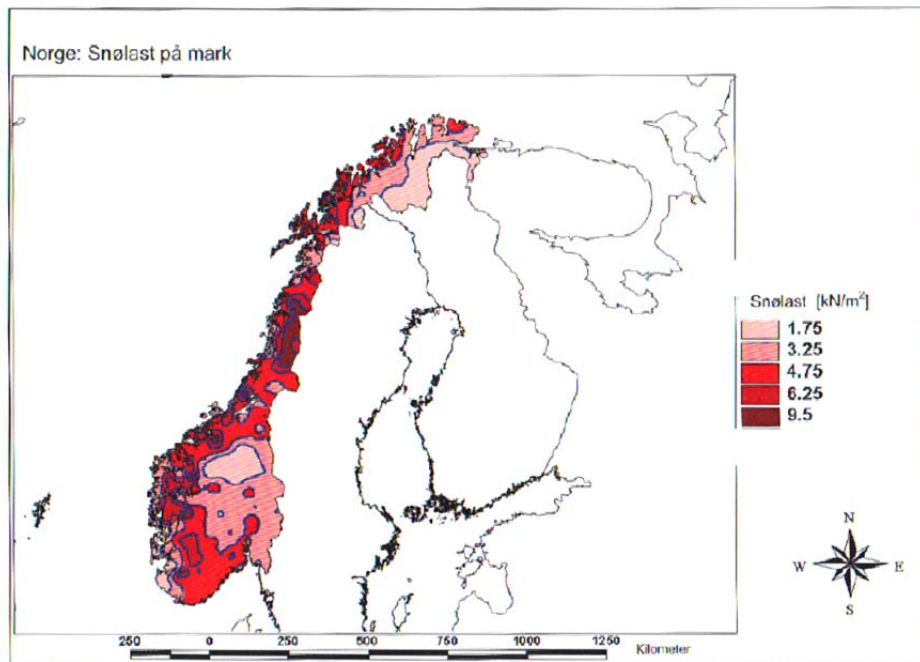 Norge: Snølast på mark
Snølast [kN/m²]
1.75
3.25
4.75
6.25
9.5
N
W E
S
250 0 250 500 750 1000 1250 Kilometer